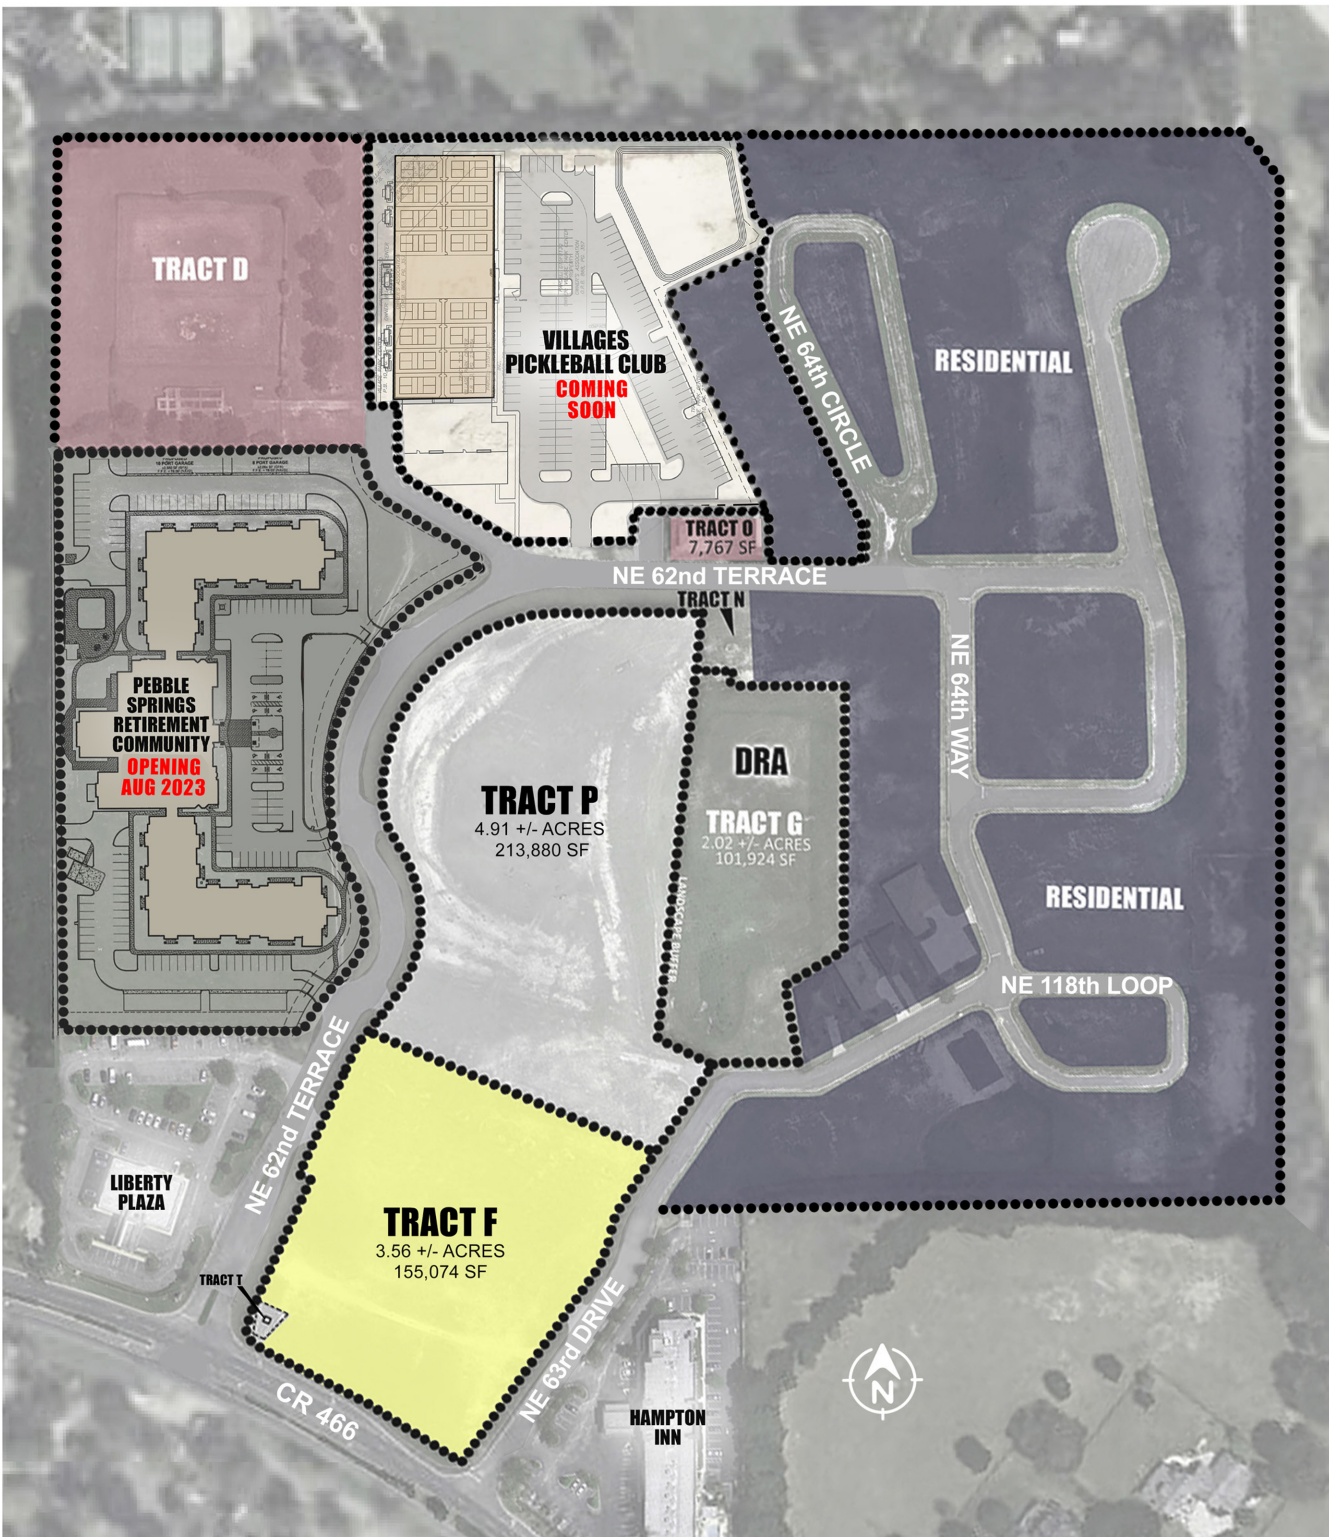 TRACT D
VILLAGES
PICKLEBALL CLUB
COMING
SOON
NE 64th CIRCLE
RESIDENTIAL
TRACT O
7,767 SF
NE 62nd TERRACE
TRACT N
NE 64th WAY
PEBBLE
SPRINGS
RETIREMENT
COMMUNITY
OPENING
AUG 2023
TRACT P
4.91 +/- ACRES
213,880 SF
DRA
TRACT G
2.02 +/- ACRES
101,924 SF
LANDSCAPE BUFFER
RESIDENTIAL
NE 118th LOOP
NE 62nd TERRACE
LIBERTY
PLAZA
TRACT F
3.56 +/- ACRES
155,074 SF
TRACT T
NE 63rd DRIVE
CR 466
HAMPTON
INN
N